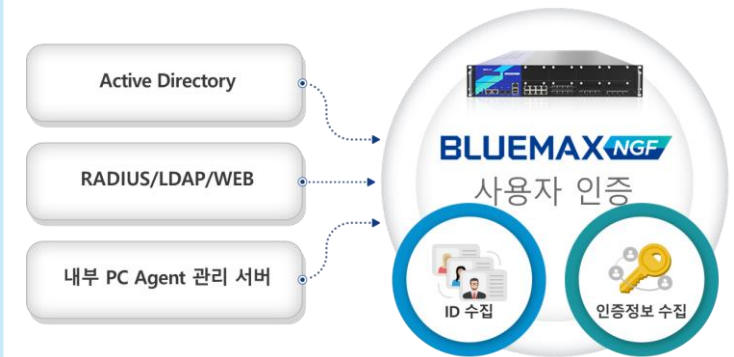 Active Directory
RADIUS/LDAP/WEB
내부 PC Agent 관리 서버
BLUEMAX NGF
사용자 인증
ID 수집
인증정보 수집